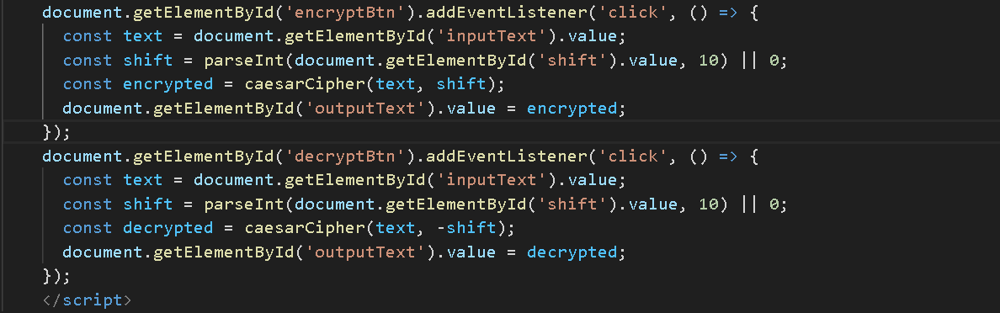 document.getElementById('encryptBtn').addEventListener('click', () => {
  const text = document.getElementById('inputText').value;
  const shift = parseInt(document.getElementById('shift').value, 10) || 0;
  const encrypted = caesarCipher(text, shift);
  document.getElementById('outputText').value = encrypted;
});
document.getElementById('decryptBtn').addEventListener('click', () => {
  const text = document.getElementById('inputText').value;
  const shift = parseInt(document.getElementById('shift').value, 10) || 0;
  const decrypted = caesarCipher(text, -shift);
  document.getElementById('outputText').value = decrypted;
});
</script>